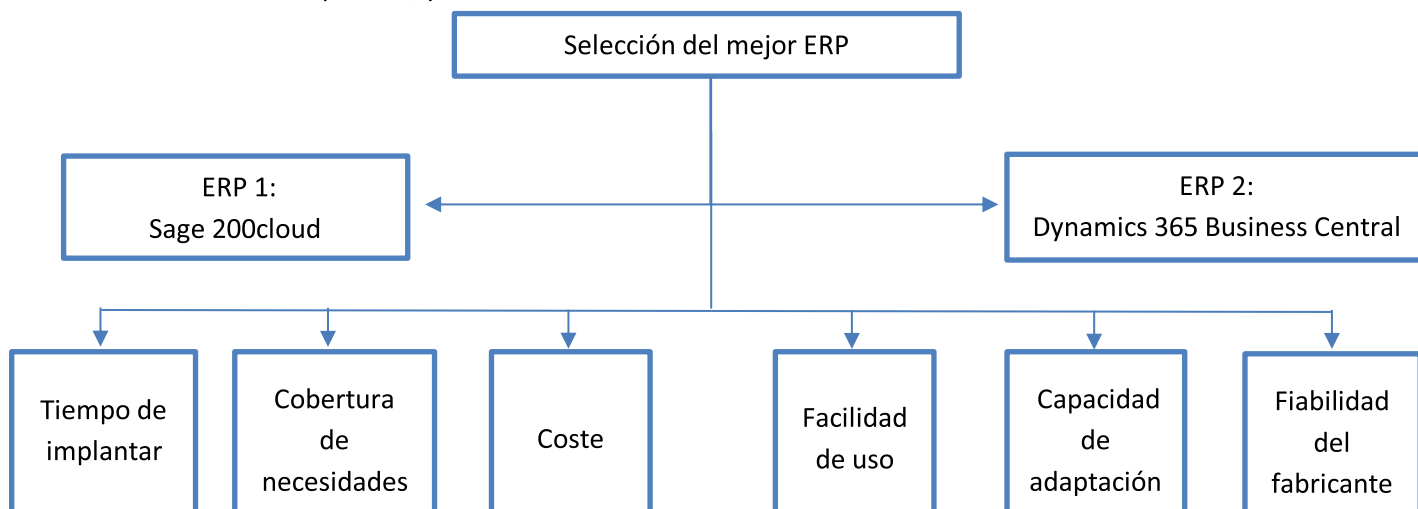 Selección del mejor ERP
ERP 1:
Sage 200cloud
ERP 2:
Dynamics 365 Business Central
Tiempo de
implantar
Cobertura
de
necesidades
Coste
Facilidad
de uso
Capacidad
de
adaptación
Fiabilidad
del
fabricante